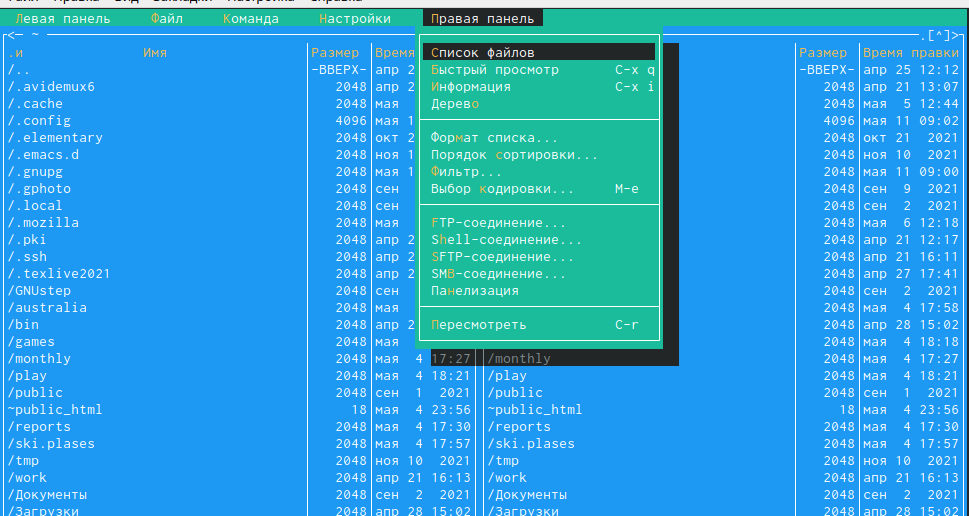 Левая панель Файл Команда Настройки Правая панель
<— ~ .[^]>
.и Имя Размер Время Размер Время правки
/.. -ВВЕРХ- апр 2 Список файлов -ВВЕРХ- апр 25 12:12
/.avidemux6 2048 апр 2 Быстрый просмотр C-x q 2048 апр 21 13:07
/.cache 2048 мая Информация C-x i 2048 мая 5 12:44
/.config 4096 мая 1 Дерево 4096 мая 11 09:02
/.elementary 2048 окт 2 Формат списка... 2048 окт 21 2021
/.emacs.d 2048 ноя 1 Порядок сортировки... 2048 ноя 10 2021
/.gnupg 2048 мая 1 Фильтр... 2048 мая 11 09:00
/.gphoto 2048 сен Выбор кодировки... M-e 2048 сен 9 2021
/.local 2048 сен 2048 сен 2 2021
/.mozilla 2048 мая FTP-соединение... 2048 мая 6 12:18
/.pki 2048 апр 2 Shell-соединение... 2048 апр 21 12:17
/.ssh 2048 апр 2 SFTP-соединение... 2048 апр 21 16:11
/.texlive2021 2048 апр 2 SMB-соединение... 2048 апр 27 17:41
/GNUstep 2048 сен Панелизация 2048 сен 2 2021
/australia 2048 мая 2048 мая 4 17:58
/bin 2048 апр 2 Пересмотреть C-r 2048 апр 28 15:02
/games 2048 мая 2048 мая 4 18:18
/monthly 2048 мая 4 17:27 /monthly 2048 мая 4 17:27
/play 2048 мая 4 18:21 /play 2048 мая 4 18:21
/public 2048 сен 1 2021 /public 2048 сен 1 2021
~public_html 18 мая 4 23:56 ~public_html 18 мая 4 23:56
/reports 2048 мая 4 17:30 /reports 2048 мая 4 17:30
/ski.plases 2048 мая 4 17:57 /ski.plases 2048 мая 4 17:57
/tmp 2048 ноя 10 2021 /tmp 2048 ноя 10 2021
/work 2048 апр 21 16:13 /work 2048 апр 21 16:13
/Документы 2048 сен 2 2021 /Документы 2048 сен 2 2021
/Загрузки 2048 апр 28 15:02 /Загрузки 2048 апр 28 15:02